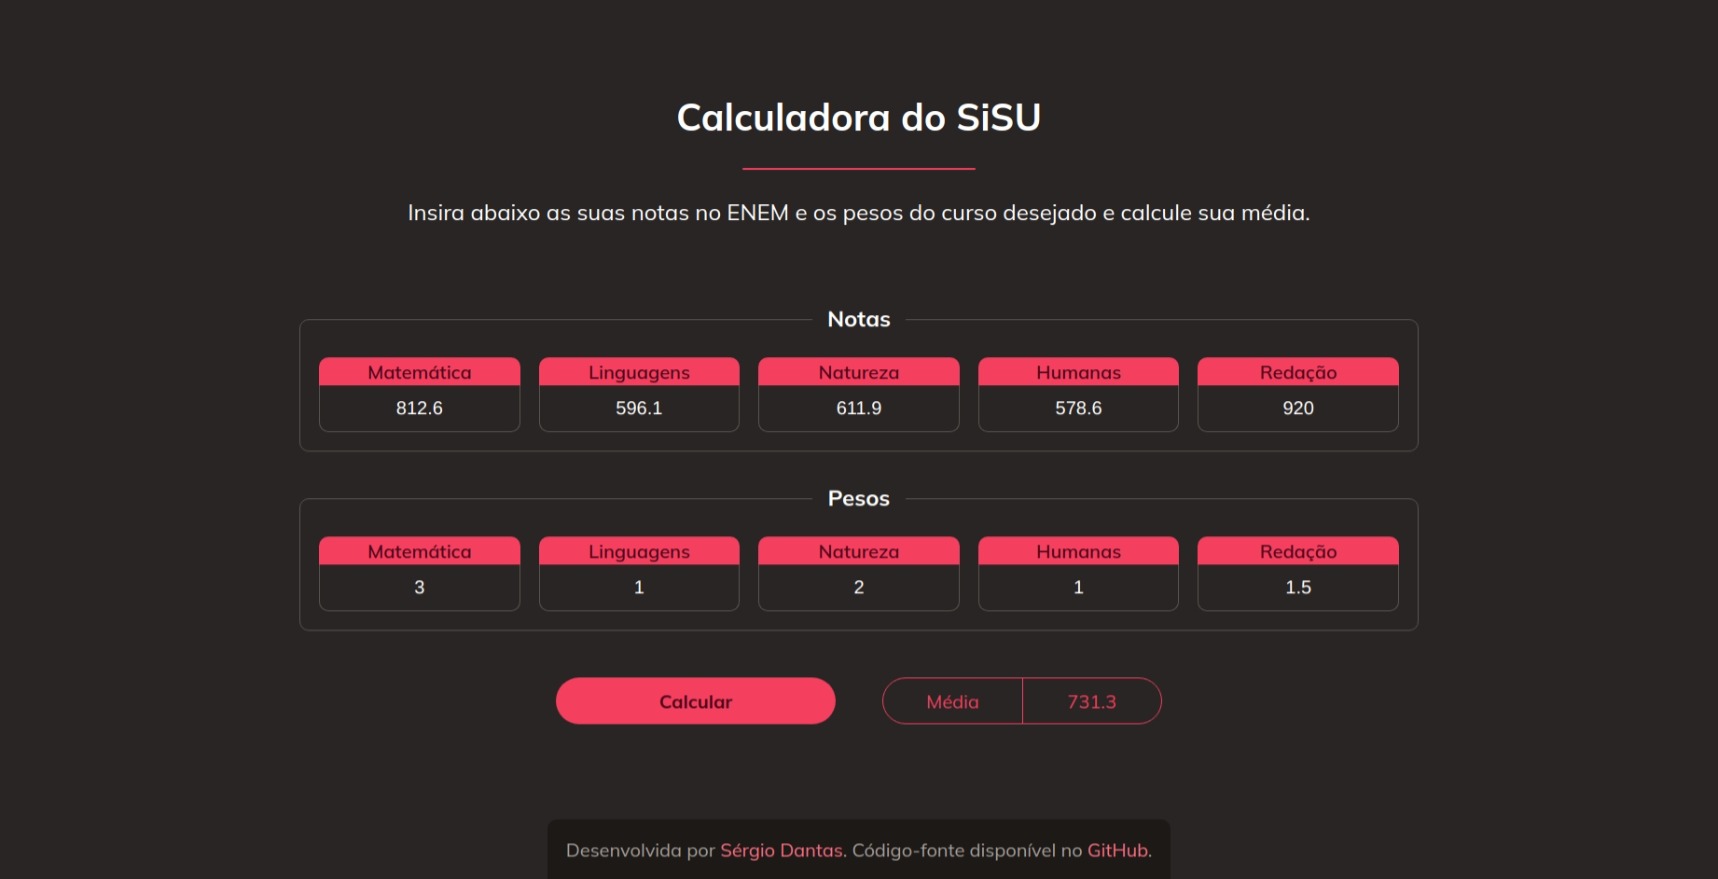 Calculadora do SiSU
Insira abaixo as suas notas no ENEM e os pesos do curso desejado e calcule sua média.
Notas
Matemática Linguagens Natureza Humanas Redação
812.6 596.1 611.9 578.6 920
Pesos
Matemática Linguagens Natureza Humanas Redação
3 1 2 1 1.5
Calcular Média 731.3
Desenvolvida por Sérgio Dantas. Código-fonte disponível no GitHub.